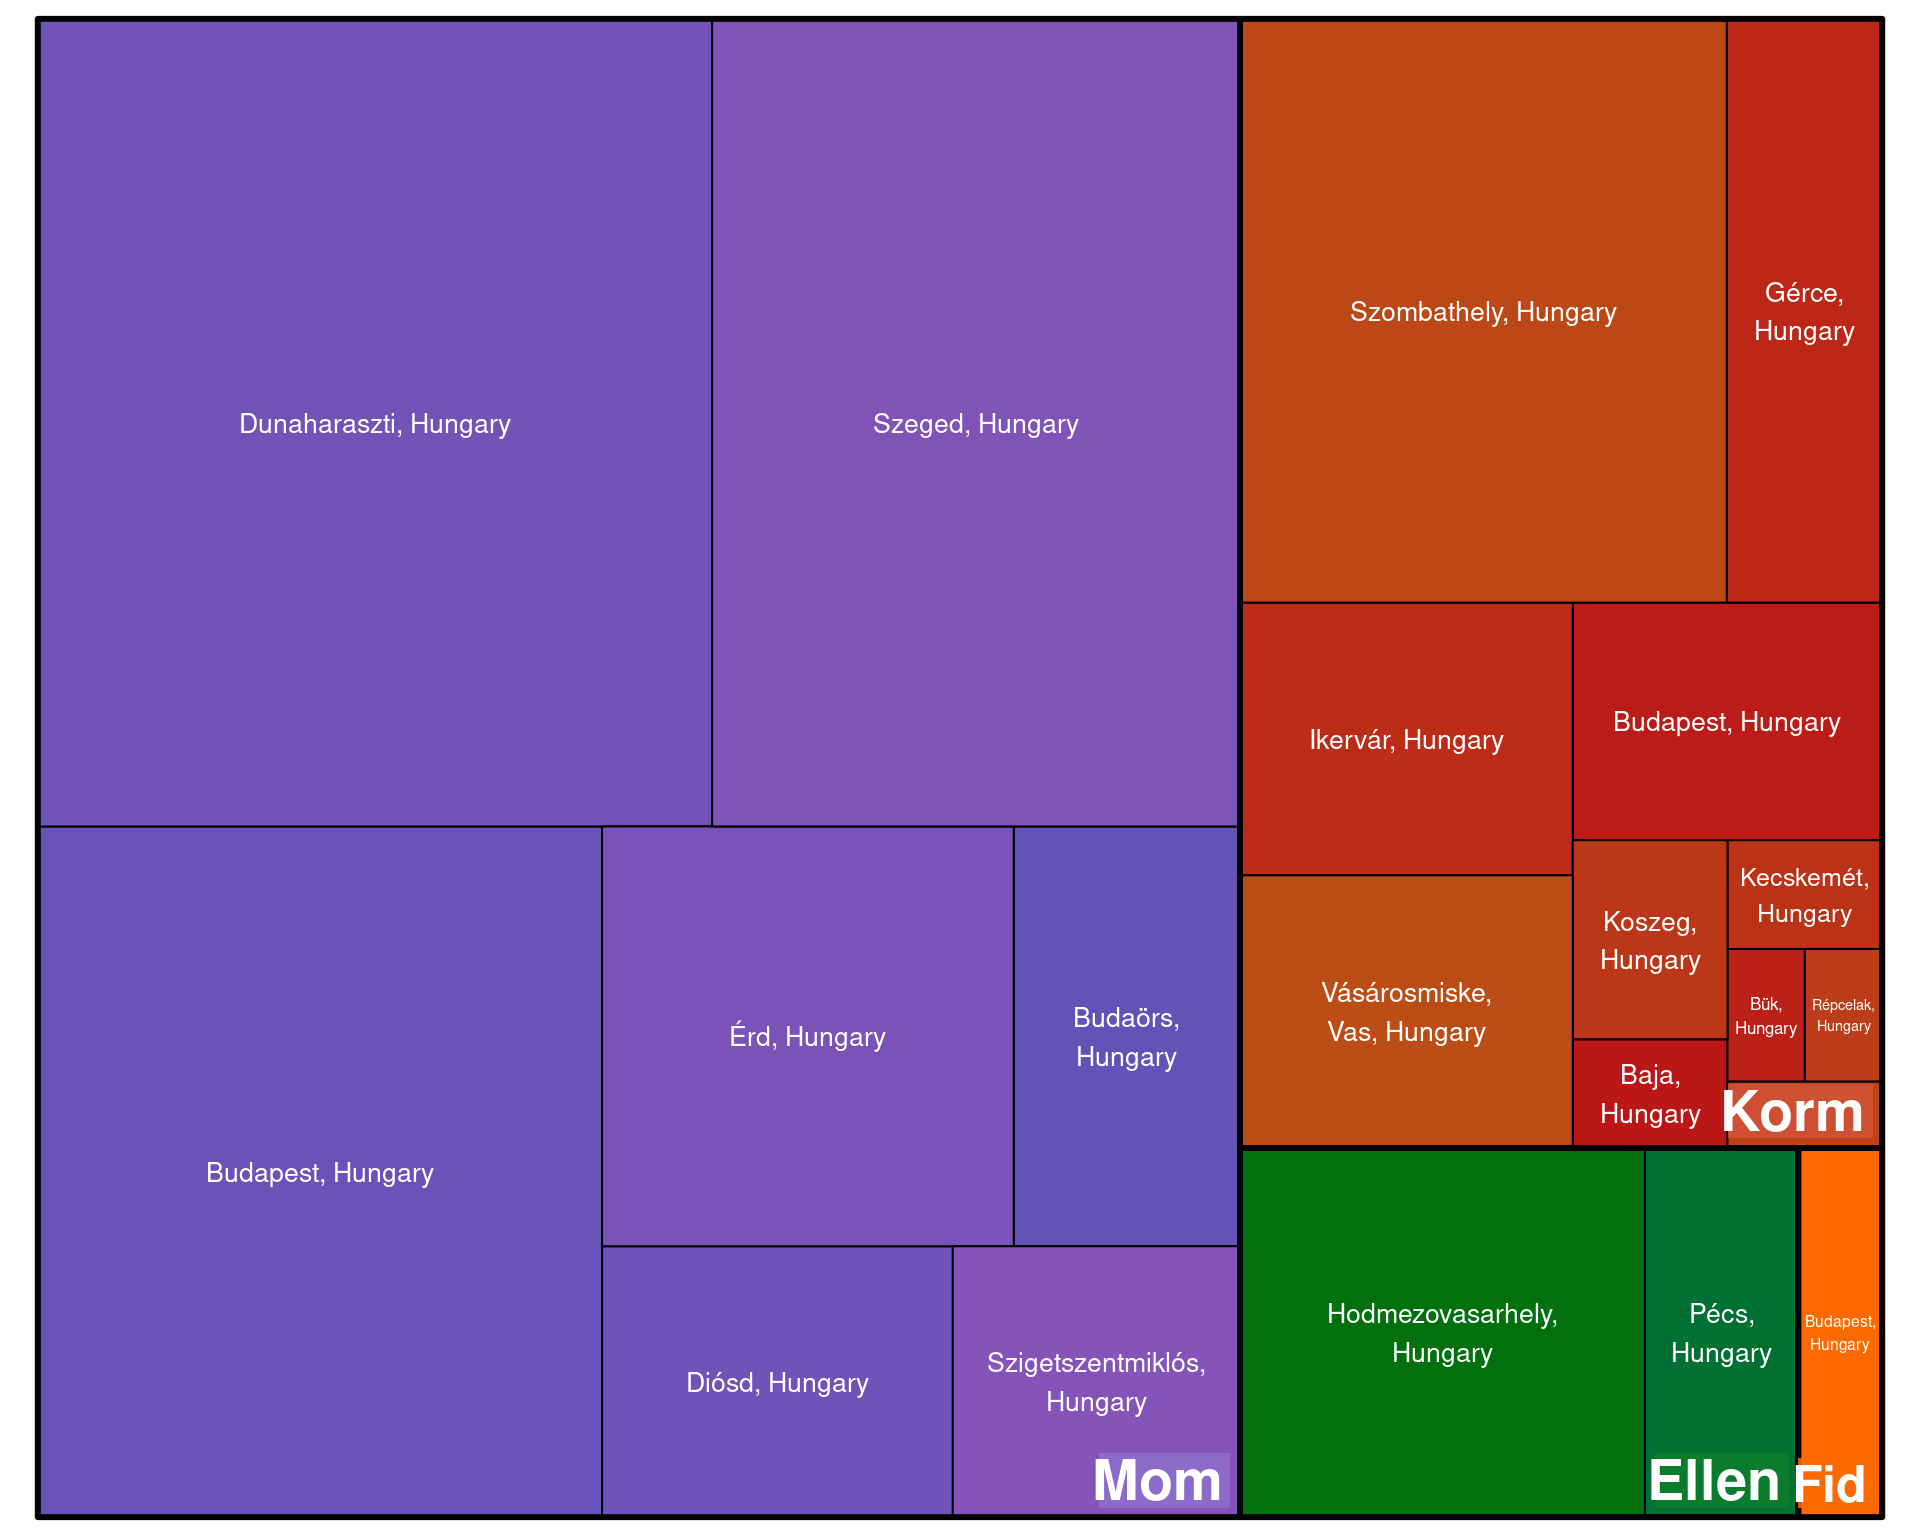 Dunaharaszti, Hungary
Szeged, Hungary
Budapest, Hungary
Érd, Hungary
Budaörs,
Hungary
Diósd, Hungary
Szigetszentmiklós,
Hungary
Mom
Szombathely, Hungary
Gérce,
Hungary
Ikervár, Hungary
Budapest, Hungary
Vásárosmiske,
Vas, Hungary
Koszeg,
Hungary
Kecskemét,
Hungary
Bük,
Hungary
Répcelak,
Hungary
Baja,
Hungary
Korm
Hodmezovasarhely,
Hungary
Pécs,
Hungary
Ellen
Budapest,
Hungary
Fid